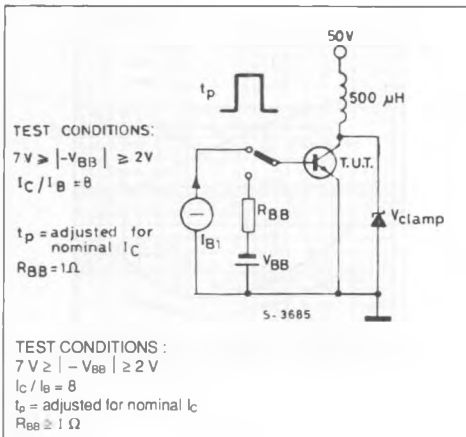 50V
tp
500 μH
TEST CONDITIONS:
7V ⩾ |-VBB| ≥ 2V
IC / IB = 8
T.U.T.
tp = adjusted for
nominal IC
RBB = 1Ω
IB1
RBB
VBB
Vclamp
S-3685
TEST CONDITIONS :
7 V ≥ | – VBB | ≥ 2 V
IC / IB = 8
tp = adjusted for nominal IC
RBB ≥ 1 Ω